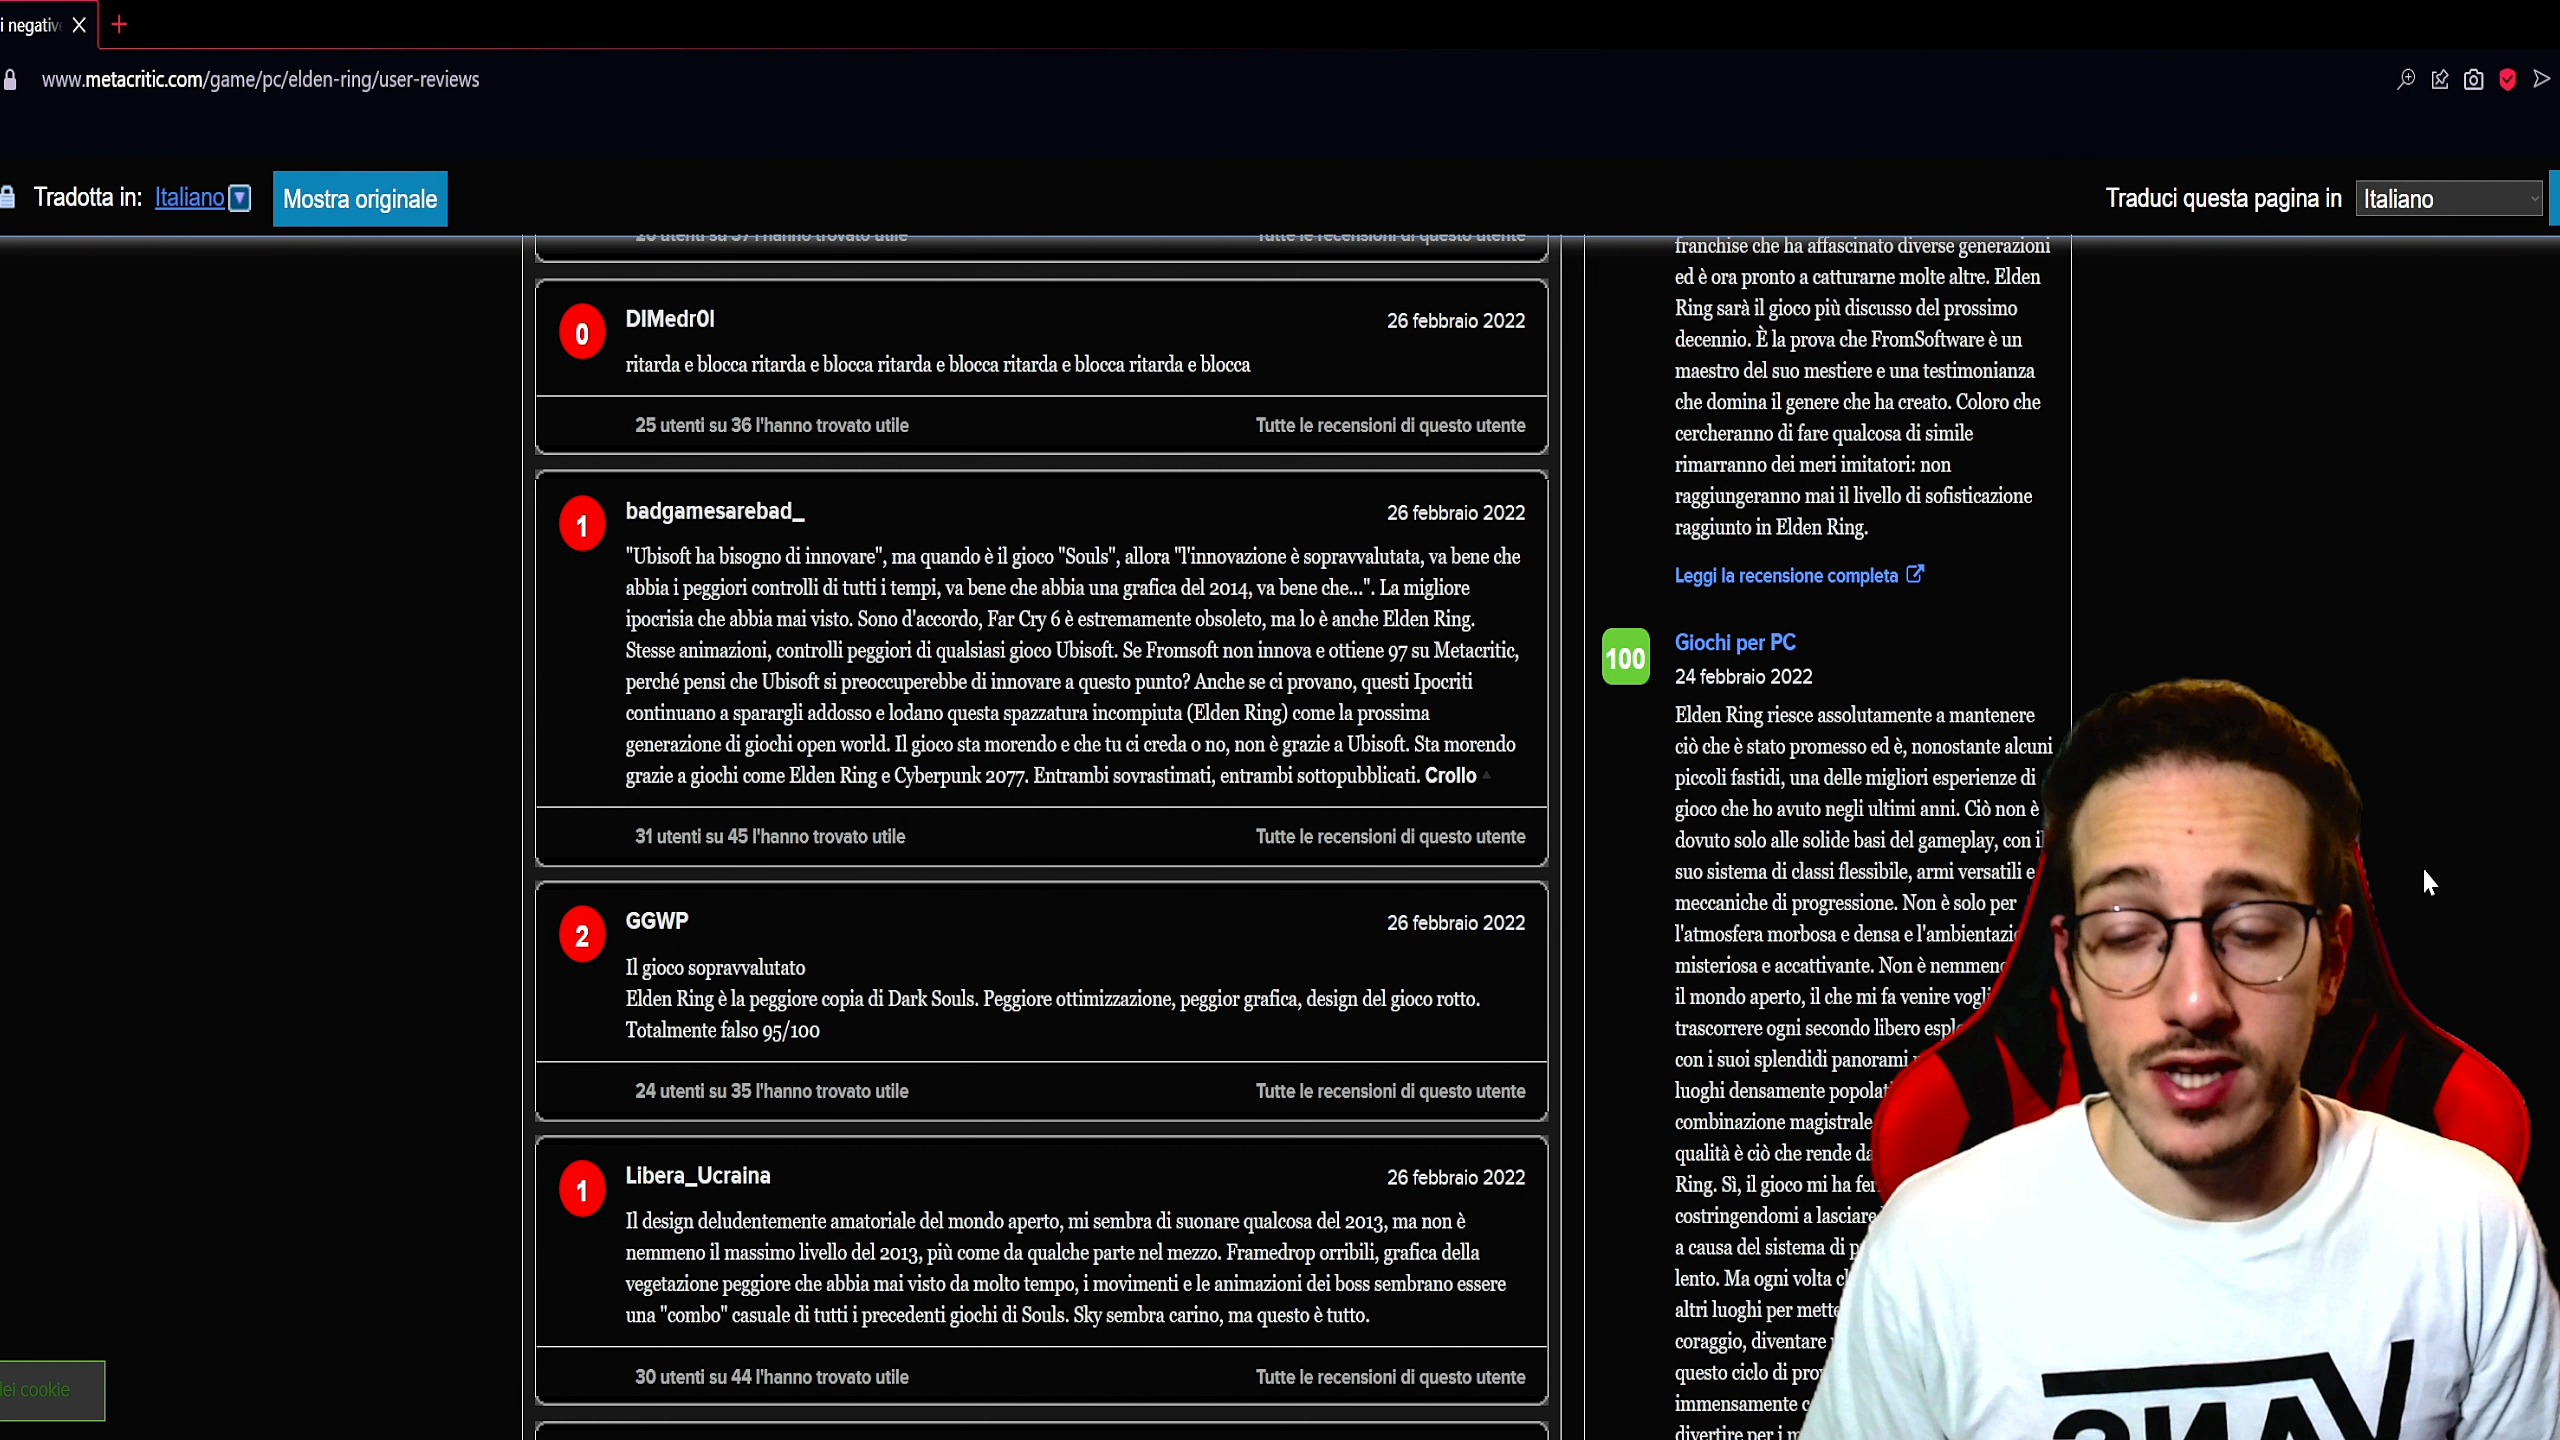 i negativ
www.metacritic.com/game/pc/elden-ring/user-reviews
Tradotta in: Italiano
Mostra originale
Traduci questa pagina in Italiano
utenti su 37 l'hanno trovato utile Tutte le recensioni di questo utente
0
DIMedr0l
26 febbraio 2022
ritarda e blocca ritarda e blocca ritarda e blocca ritarda e blocca ritarda e blocca
25 utenti su 36 l'hanno trovato utile Tutte le recensioni di questo utente
1
badgamesarebad_
26 febbraio 2022
"Ubisoft ha bisogno di innovare", ma quando è il gioco "Souls", allora "l'innovazione è sopravvalutata, va bene che
abbia i peggiori controlli di tutti i tempi, va bene che abbia una grafica del 2014, va bene che...". La migliore
ipocrisia che abbia mai visto. Sono d'accordo, Far Cry 6 è estremamente obsoleto, ma lo è anche Elden Ring.
Stesse animazioni, controlli peggiori di qualsiasi gioco Ubisoft. Se Fromsoft non innova e ottiene 97 su Metacritic,
perché pensi che Ubisoft si preoccuperebbe di innovare a questo punto? Anche se ci provano, questi Ipocriti
continuano a spararagli addosso e lodano questa spazzatura incompiuta (Elden Ring) come la prossima
generazione di giochi open world. Il gioco sta morendo e che tu ci creda o no, non è grazie a Ubisoft. Sta morendo
grazie a giochi come Elden Ring e Cyberpunk 2077. Entrambi sovrastimati, entrambi sottopubblicati. Crollo
31 utenti su 45 l'hanno trovato utile Tutte le recensioni di questo utente
2
GGWP
26 febbraio 2022
Il gioco sopravvalutato
Elden Ring è la peggiore copia di Dark Souls. Peggiore ottimizzazione, peggior grafica, design del gioco rotto.
Totalmente falso 95/100
24 utenti su 35 l'hanno trovato utile Tutte le recensioni di questo utente
1
Libera_Ucraina
26 febbraio 2022
Il design deludentemente amatoriale del mondo aperto, mi sembra di suonare qualcosa del 2013, ma non è
nemmeno il massimo livello del 2013, più come da qualche parte nel mezzo. Framedrop orribili, grafica della
vegetazione peggiore che abbia mai visto da molto tempo, i movimenti e le animazioni dei boss sembrano essere
una "combo" casuale di tutti i precedenti giochi di Souls. Sky sembra carino, ma questo è tutto.
30 utenti su 44 l'hanno trovato utile Tutte le recensioni di questo utente
franchise che ha affascinato diverse generazioni
ed è ora pronto a catturarne molte altre. Elden
Ring sarà il gioco più discusso del prossimo
decennio. È la prova che FromSoftware è un
maestro del suo mestiere e una testimonianza
che domina il genere che ha creato. Coloro che
cercheranno di fare qualcosa di simile
rimarranno dei meri imitatori: non
raggiungeranno mai il livello di sofisticazione
raggiunto in Elden Ring.
Leggi la recensione completa
100
Giochi per PC
24 febbraio 2022
Elden Ring riesce assolutamente a mantenere
ciò che è stato promesso ed è, nonostante alcuni
piccoli fastidi, una delle migliori esperienze di
gioco che ho avuto negli ultimi anni. Ciò non è
dovuto solo alle solide basi del gameplay, con il
suo sistema di classi flessibile, armi versatili e
meccaniche di progressione. Non è solo per
l'atmosfera morbosa e densa e l'ambientazi
misteriosa e accattivante. Non è nemmeno
il mondo aperto, il che mi fa venire vogl
trascorrere ogni secondo libero espl
con i suoi splendidi panorami
luoghi densamente popolat
combinazione magistrale
qualità è ciò che rende
Ring. Sì, il gioco mi ha
costringendomi a lasciare
a causa del sistema di
lento. Ma ogni volta
altri luoghi per
coraggio, diventare
questo ciclo di
immensamente
divertire per i
dei cookie
VANS